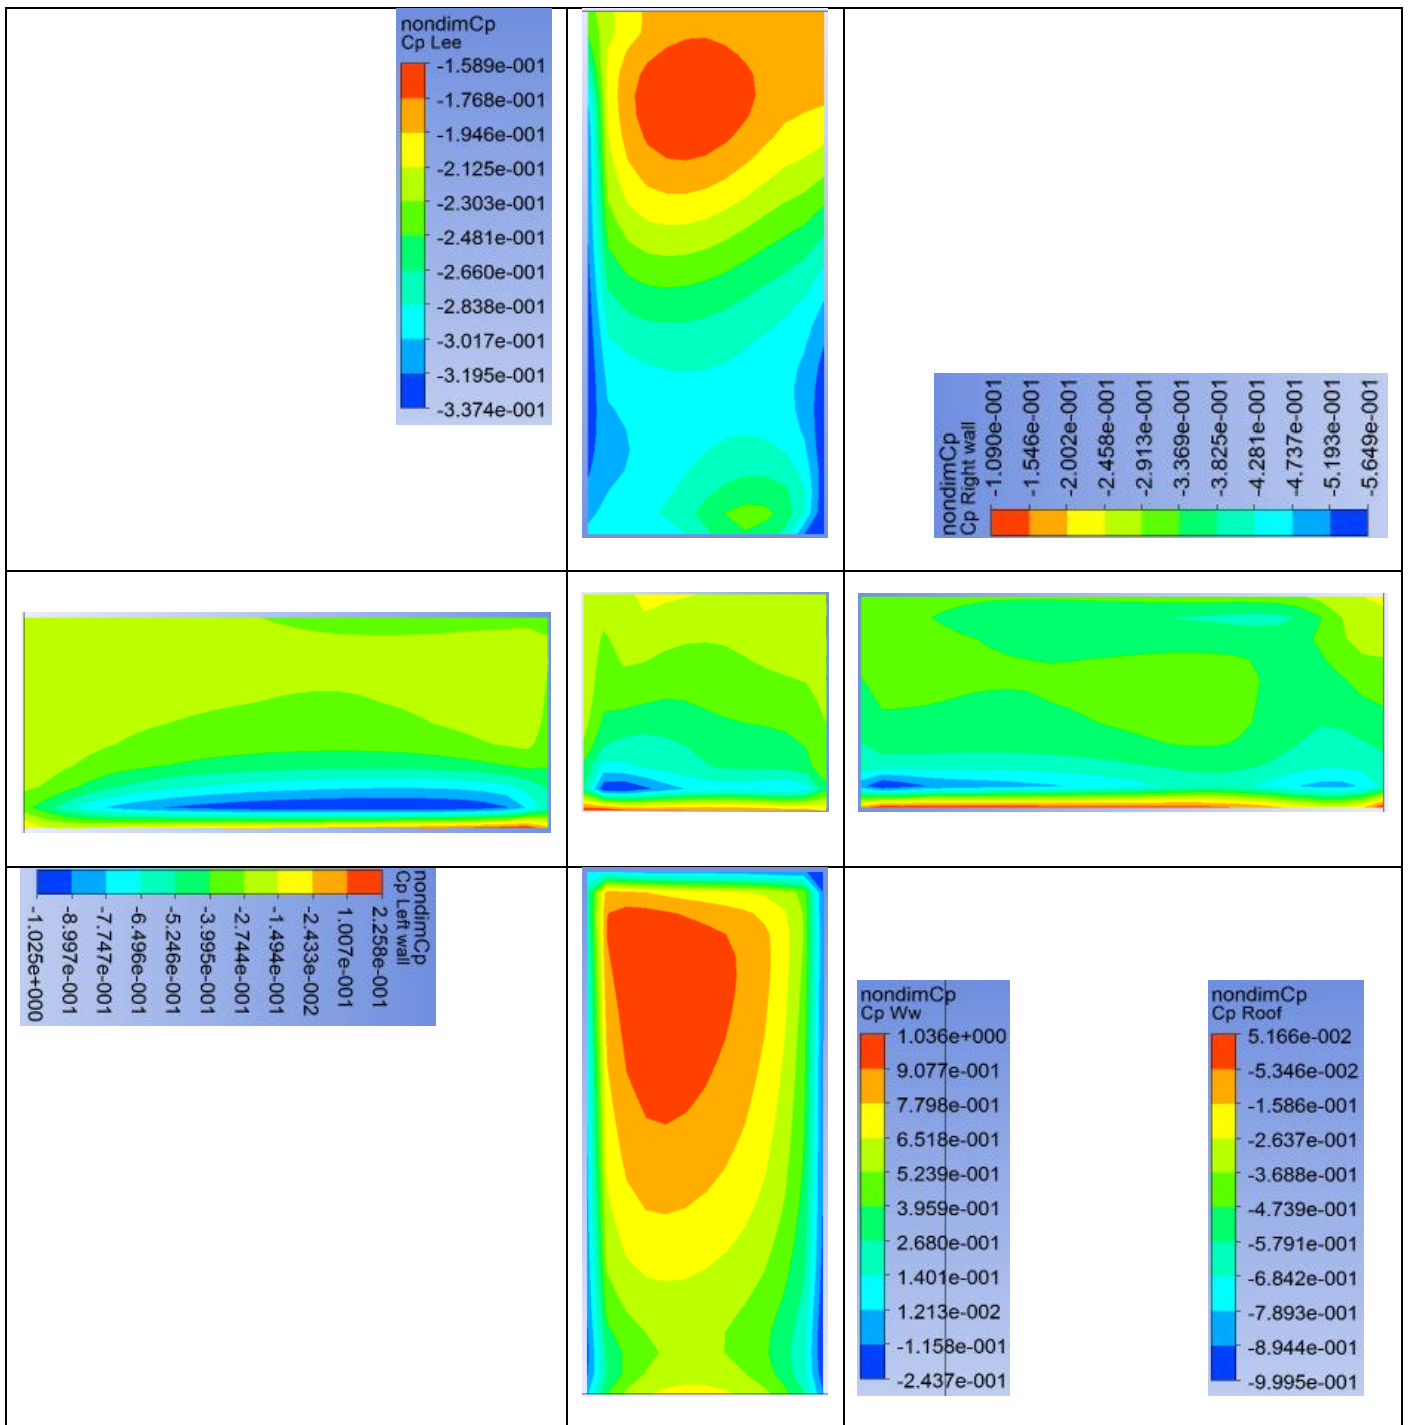 nondimCp
Cp Lee
-1.589e-001
-1.768e-001
-1.946e-001
-2.125e-001
-2.303e-001
-2.481e-001
-2.660e-001
-2.838e-001
-3.017e-001
-3.195e-001
-3.374e-001
nondimCp
Cp Right wall
-1.090e-001
-1.546e-001
-2.002e-001
-2.458e-001
-2.913e-001
-3.369e-001
-3.825e-001
-4.281e-001
-4.737e-001
-5.193e-001
-5.649e-001
nondimCp
Cp Left wall
2.258e-001
1.007e-001
-2.433e-002
-1.494e-001
-2.744e-001
-3.995e-001
-5.246e-001
-6.496e-001
-7.747e-001
-8.997e-001
-1.025e+000
nondimCp
Cp Ww
1.036e+000
9.077e-001
7.798e-001
6.518e-001
5.239e-001
3.959e-001
2.680e-001
1.401e-001
1.213e-002
-1.158e-001
-2.437e-001
nondimCp
Cp Roof
5.166e-002
-5.346e-002
-1.586e-001
-2.637e-001
-3.688e-001
-4.739e-001
-5.791e-001
-6.842e-001
-7.893e-001
-8.944e-001
-9.995e-001